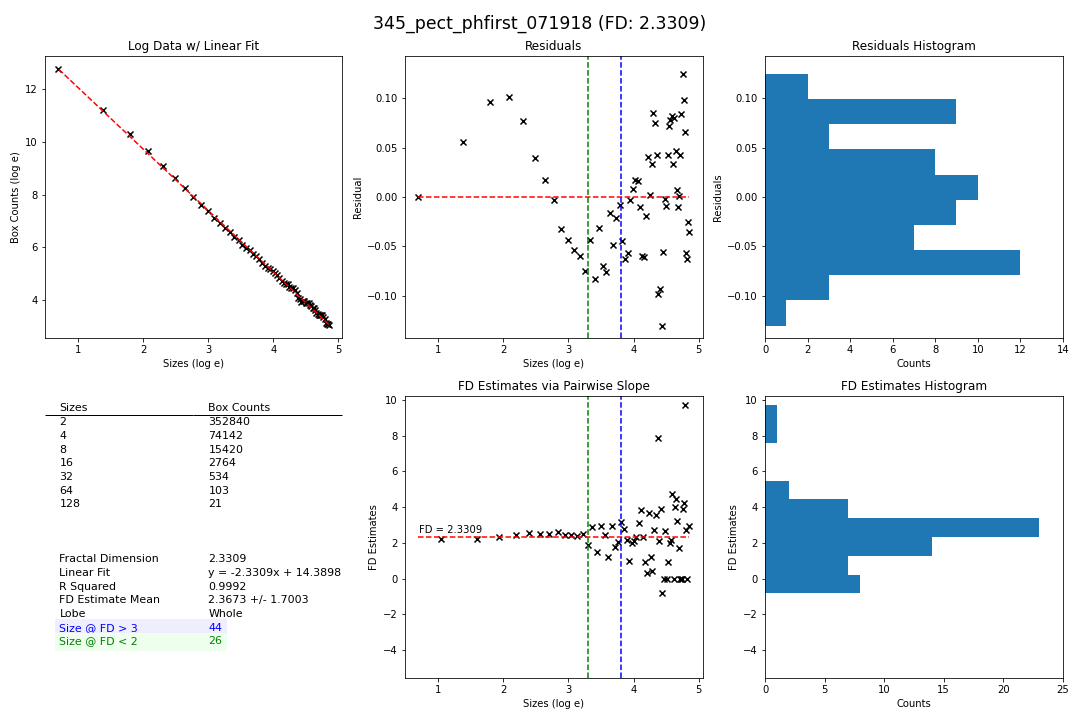 345_pect_phfirst_071918 (FD: 2.3309)
Log Data w/ Linear Fit
Box Counts (log e)
12
10
8
6
4
1 2 3 4 5
Sizes (log e)
Residuals
Residual
0.10
0.05
0.00
−0.05
−0.10
1 2 3 4 5
Sizes (log e)
Residuals Histogram
Residuals
0.10
0.05
0.00
−0.05
−0.10
0 2 4 6 8 10 12 14
Counts
Sizes Box Counts
2 352840
4 74142
8 15420
16 2764
32 534
64 103
128 21
Fractal Dimension 2.3309
Linear Fit y = -2.3309x + 14.3898
R Squared 0.9992
FD Estimate Mean 2.3673 +/- 1.7003
Lobe Whole
Size @ FD > 3 44
Size @ FD < 2 26
FD Estimates via Pairwise Slope
FD Estimates
10
8
6
4
2
0
−2
−4
FD = 2.3309
1 2 3 4 5
Sizes (log e)
FD Estimates Histogram
FD Estimates
10
8
6
4
2
0
−2
−4
0 5 10 15 20 25
Counts